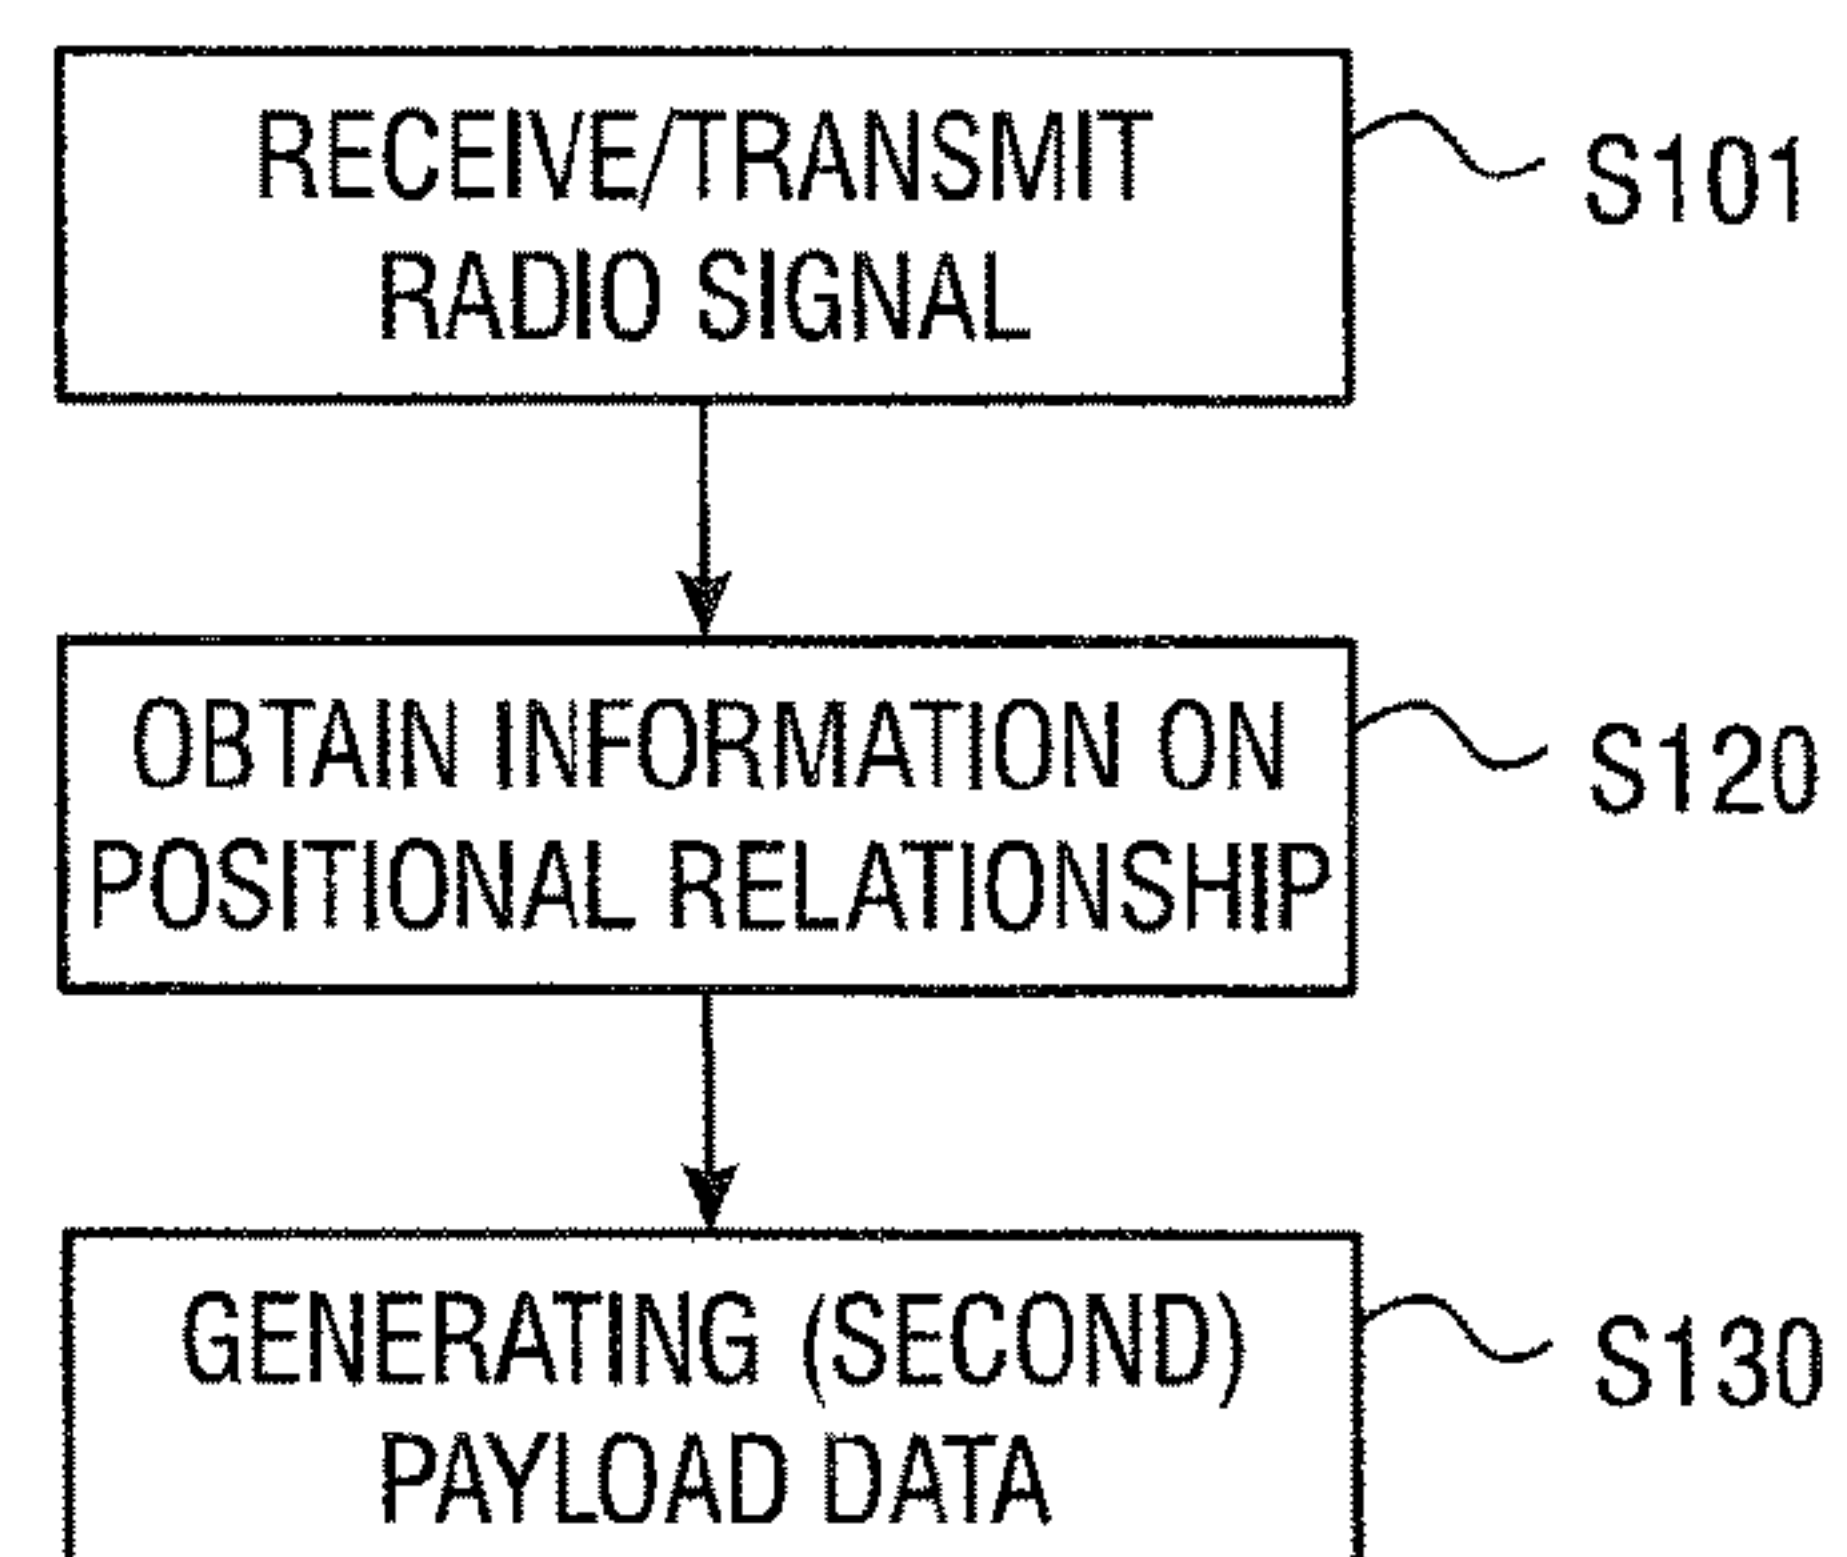 RECEIVE/TRANSMIT
RADIO SIGNAL
S101
OBTAIN INFORMATION ON
POSITIONAL RELATIONSHIP
S120
GENERATING (SECOND)
PAYLOAD DATA
S130